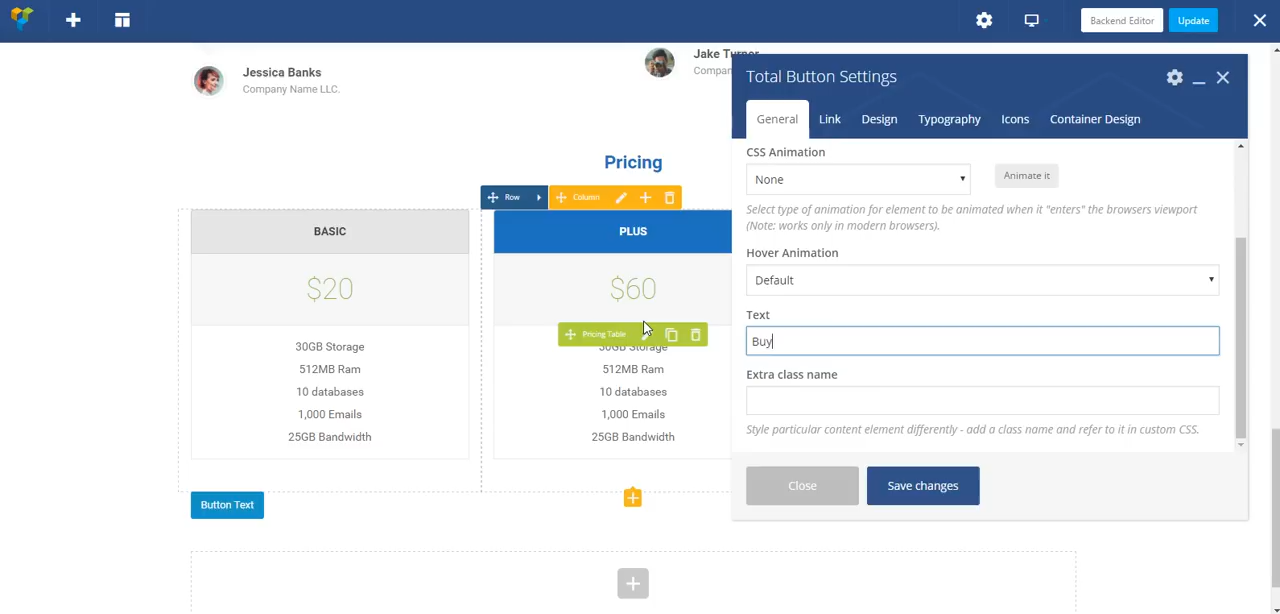 Backend Editor
Update
Jessica Banks
Company Name LLC.
Jake Turner
Compan
Pricing
Row
Column
BASIC
$20
30GB Storage
512MB Ram
10 databases
1,000 Emails
25GB Bandwidth
PLUS
$60
Pricing Table
30GB Storage
512MB Ram
10 databases
1,000 Emails
25GB Bandwidth
Button Text
Total Button Settings
General
Link
Design
Typography
Icons
Container Design
CSS Animation
None
Animate it
Select type of animation for element to be animated when it "enters" the browsers viewport
(Note: works only in modern browsers).
Hover Animation
Default
Text
Buy
Extra class name
Style particular content element differently - add a class name and refer to it in custom CSS.
Close
Save changes